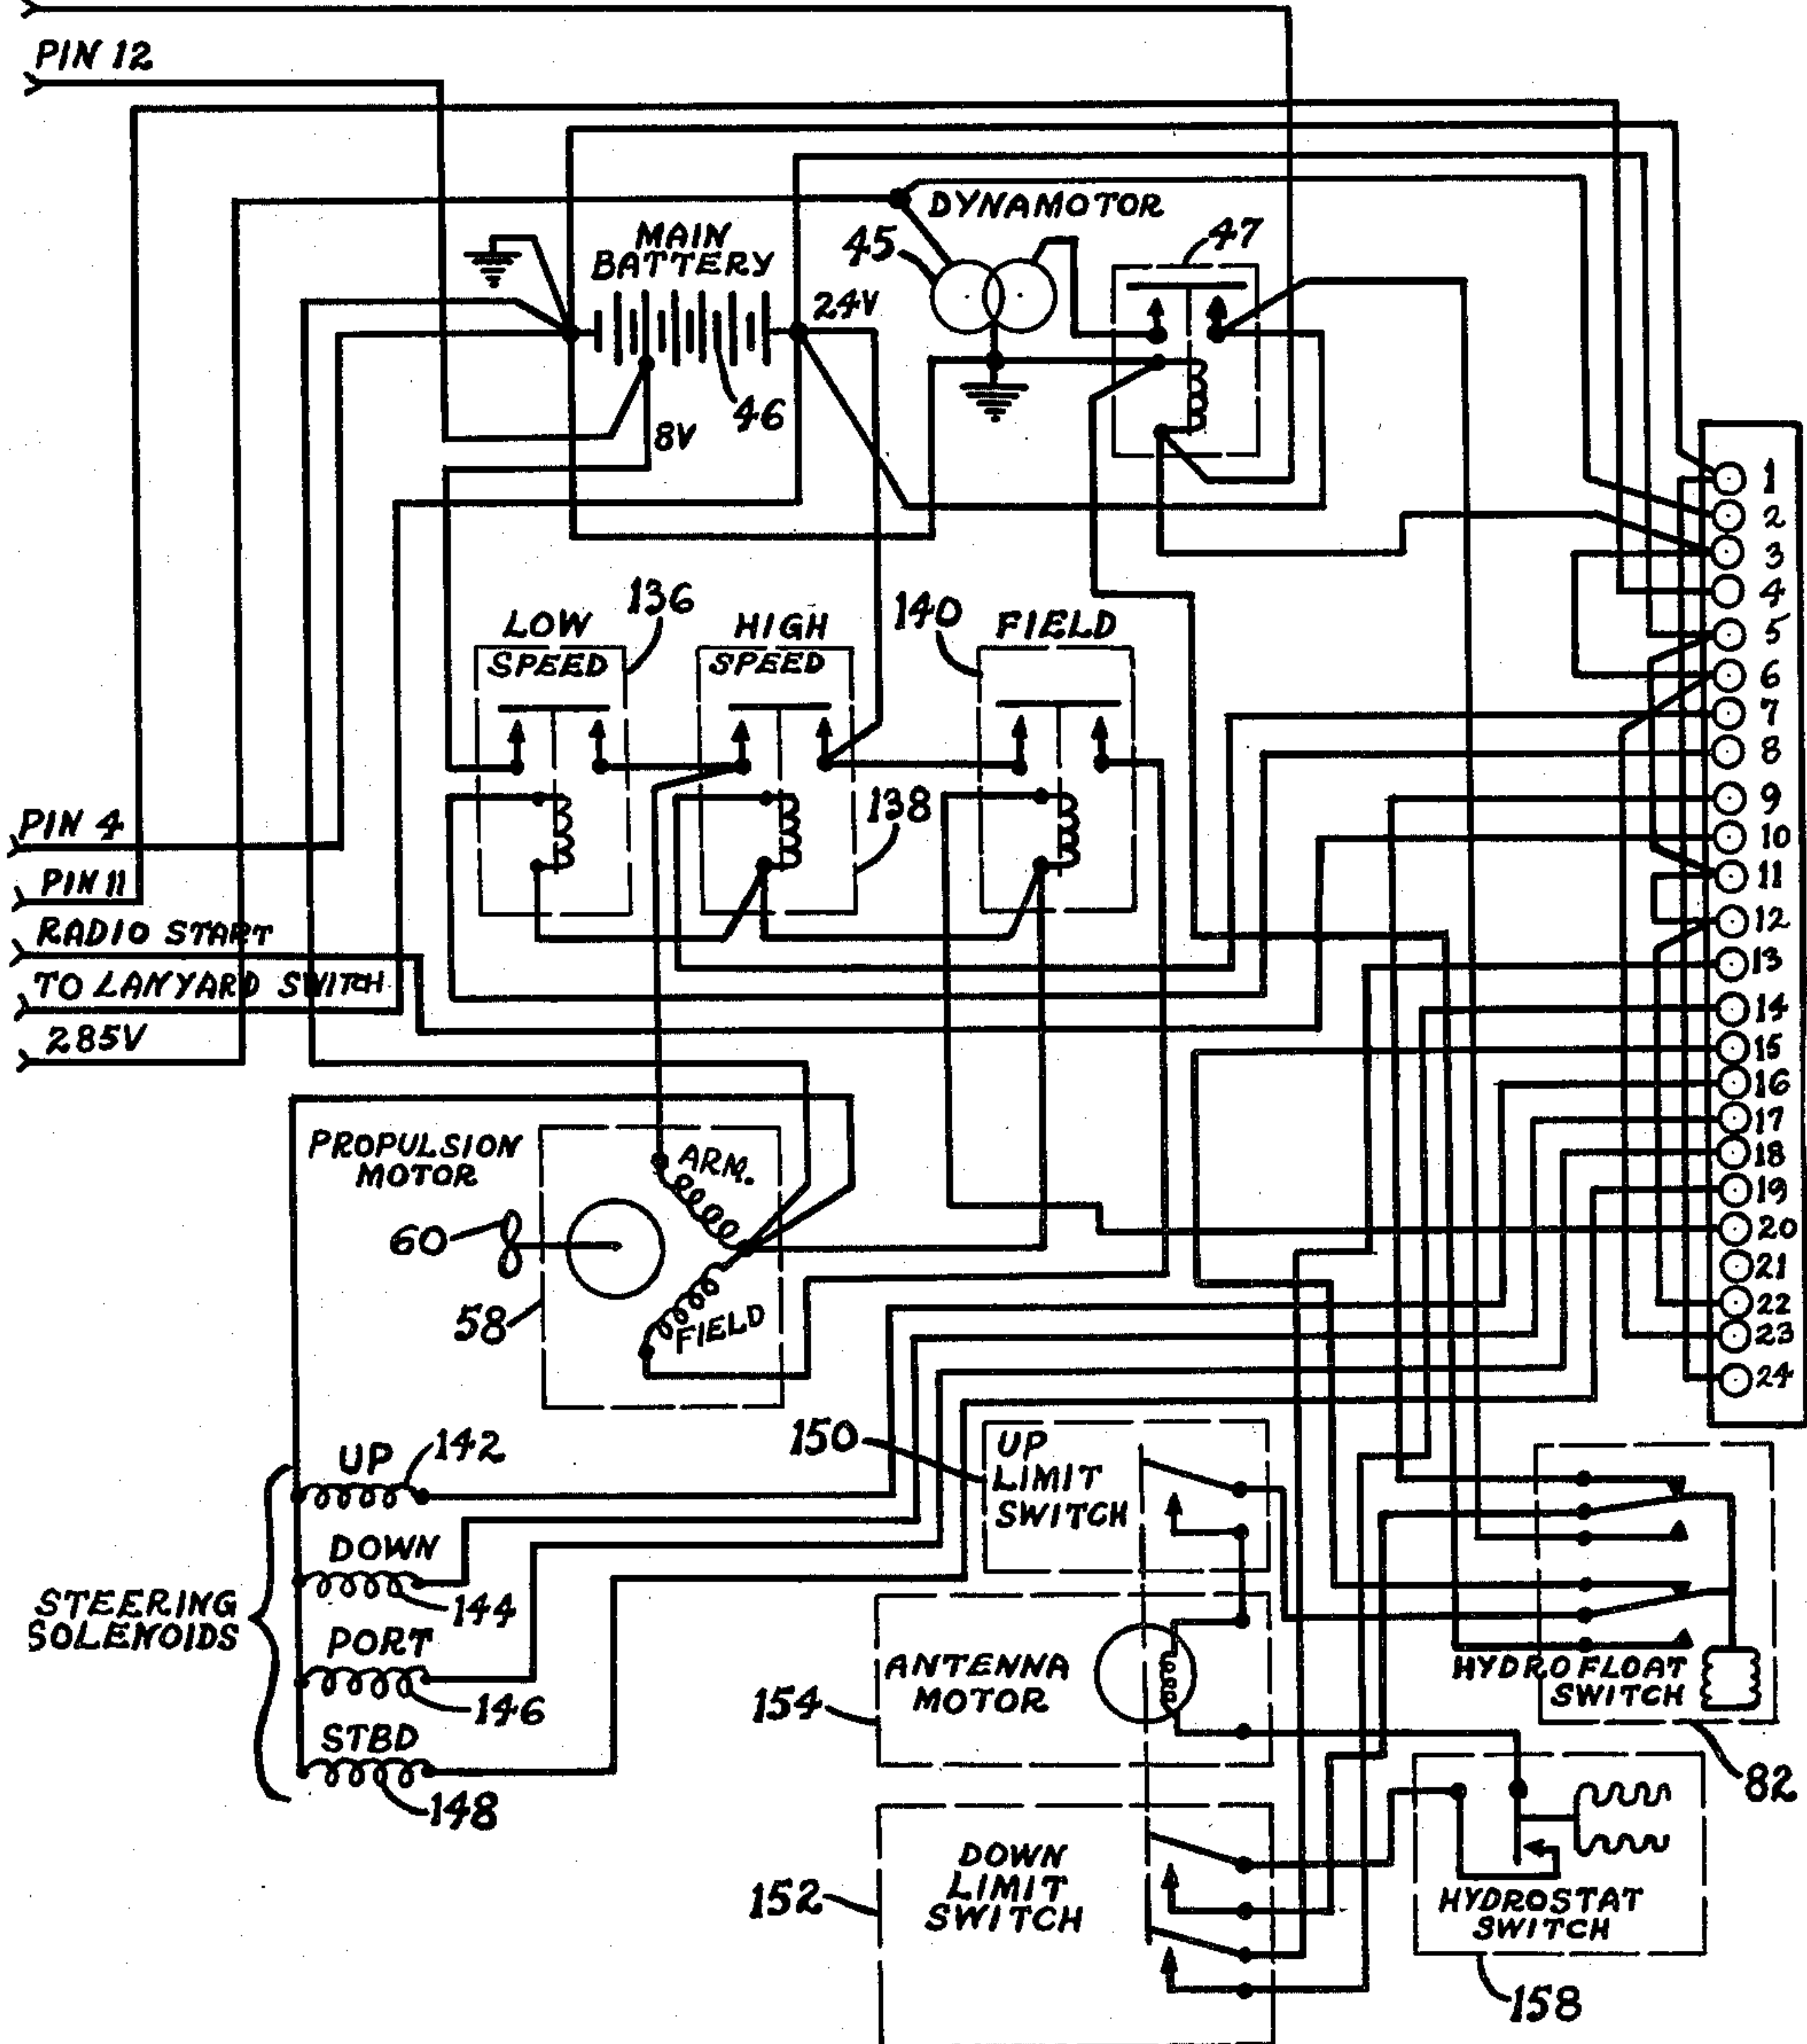 PIN 12
DYNAMOTOR
47
45
MAIN
BATTERY
24V
46
8V
136
140
LOW
SPEED
HIGH
SPEED
FIELD
138
PIN 4
PIN 11
RADIO START
TO LANYARD SWITCH
285V
1
2
3
4
5
6
7
8
9
10
11
12
13
14
15
16
17
18
19
20
21
22
23
24
PROPULSION
MOTOR
ARM.
60
58
FIELD
UP
142
DOWN
144
STEERING
SOLENOIDS
PORT
146
STBD
148
150
UP
LIMIT
SWITCH
ANTENNA
MOTOR
154
HYDROFLOAT
SWITCH
82
152
DOWN
LIMIT
SWITCH
HYDROSTAT
SWITCH
158